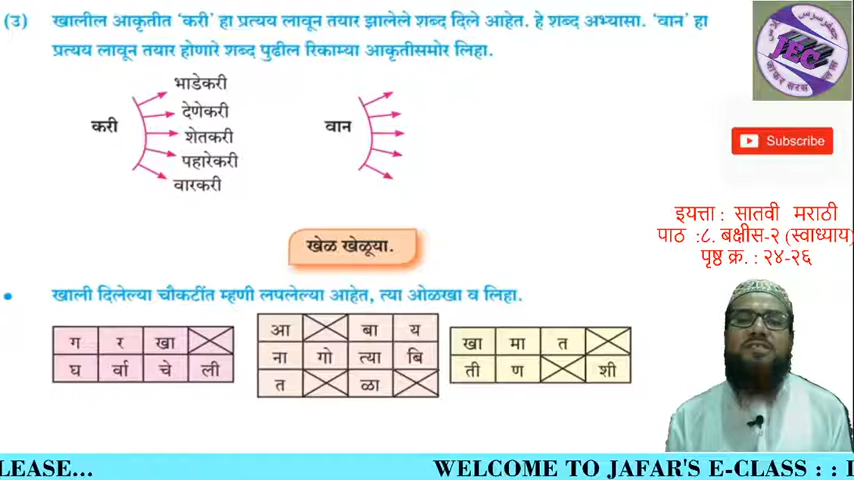 (उ) खालील आकृतीत ‘करी’ हा प्रत्यय लावून तयार झालेले शब्द दिले आहेत. हे शब्द अभ्यासा. ‘वान’ हा
प्रत्यय लावून तयार होणारे शब्द पुढील रिकाम्या आकृतीसमोर लिहा.
JEC
Subscribe
भाडेकरी
देणेकरी
करी
शेतकरी
वान
पहारेकरी
वारकरी
इयत्ता : सातवी मराठी
पाठ :८. बक्षीस-२ (स्वाध्याय)
पृष्ठ क्र. : २४-२६
खेळ खेळूया.
• खाली दिलेल्या चौकटींत म्हणी लपलेल्या आहेत, त्या ओळखा व लिहा.
ग र खा
घ र्वा चे ली
आ बा य
ना गो त्या बि
त ळा
खा मा त
ती ण शी
LEASE... WELCOME TO JAFAR'S E-CLASS : :